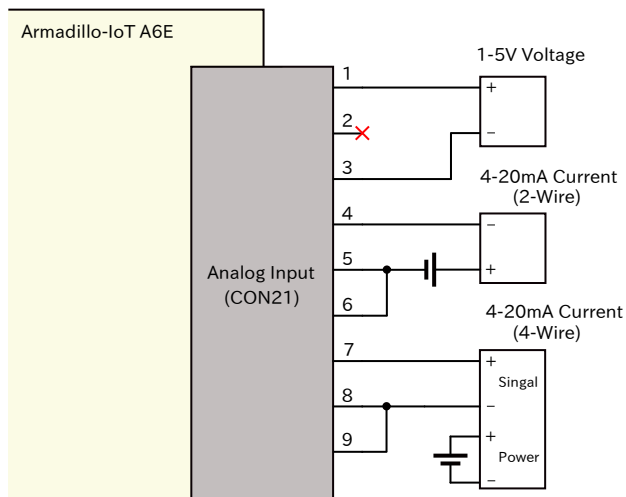 Armadillo-IoT A6E
1-5V Voltage
1
+
2
−
3
4-20mA Current
(2-Wire)
4
−
5
+
Analog Input
(CON21)
6
4-20mA Current
(4-Wire)
7
+
Singal
8
−
9
+
Power
−